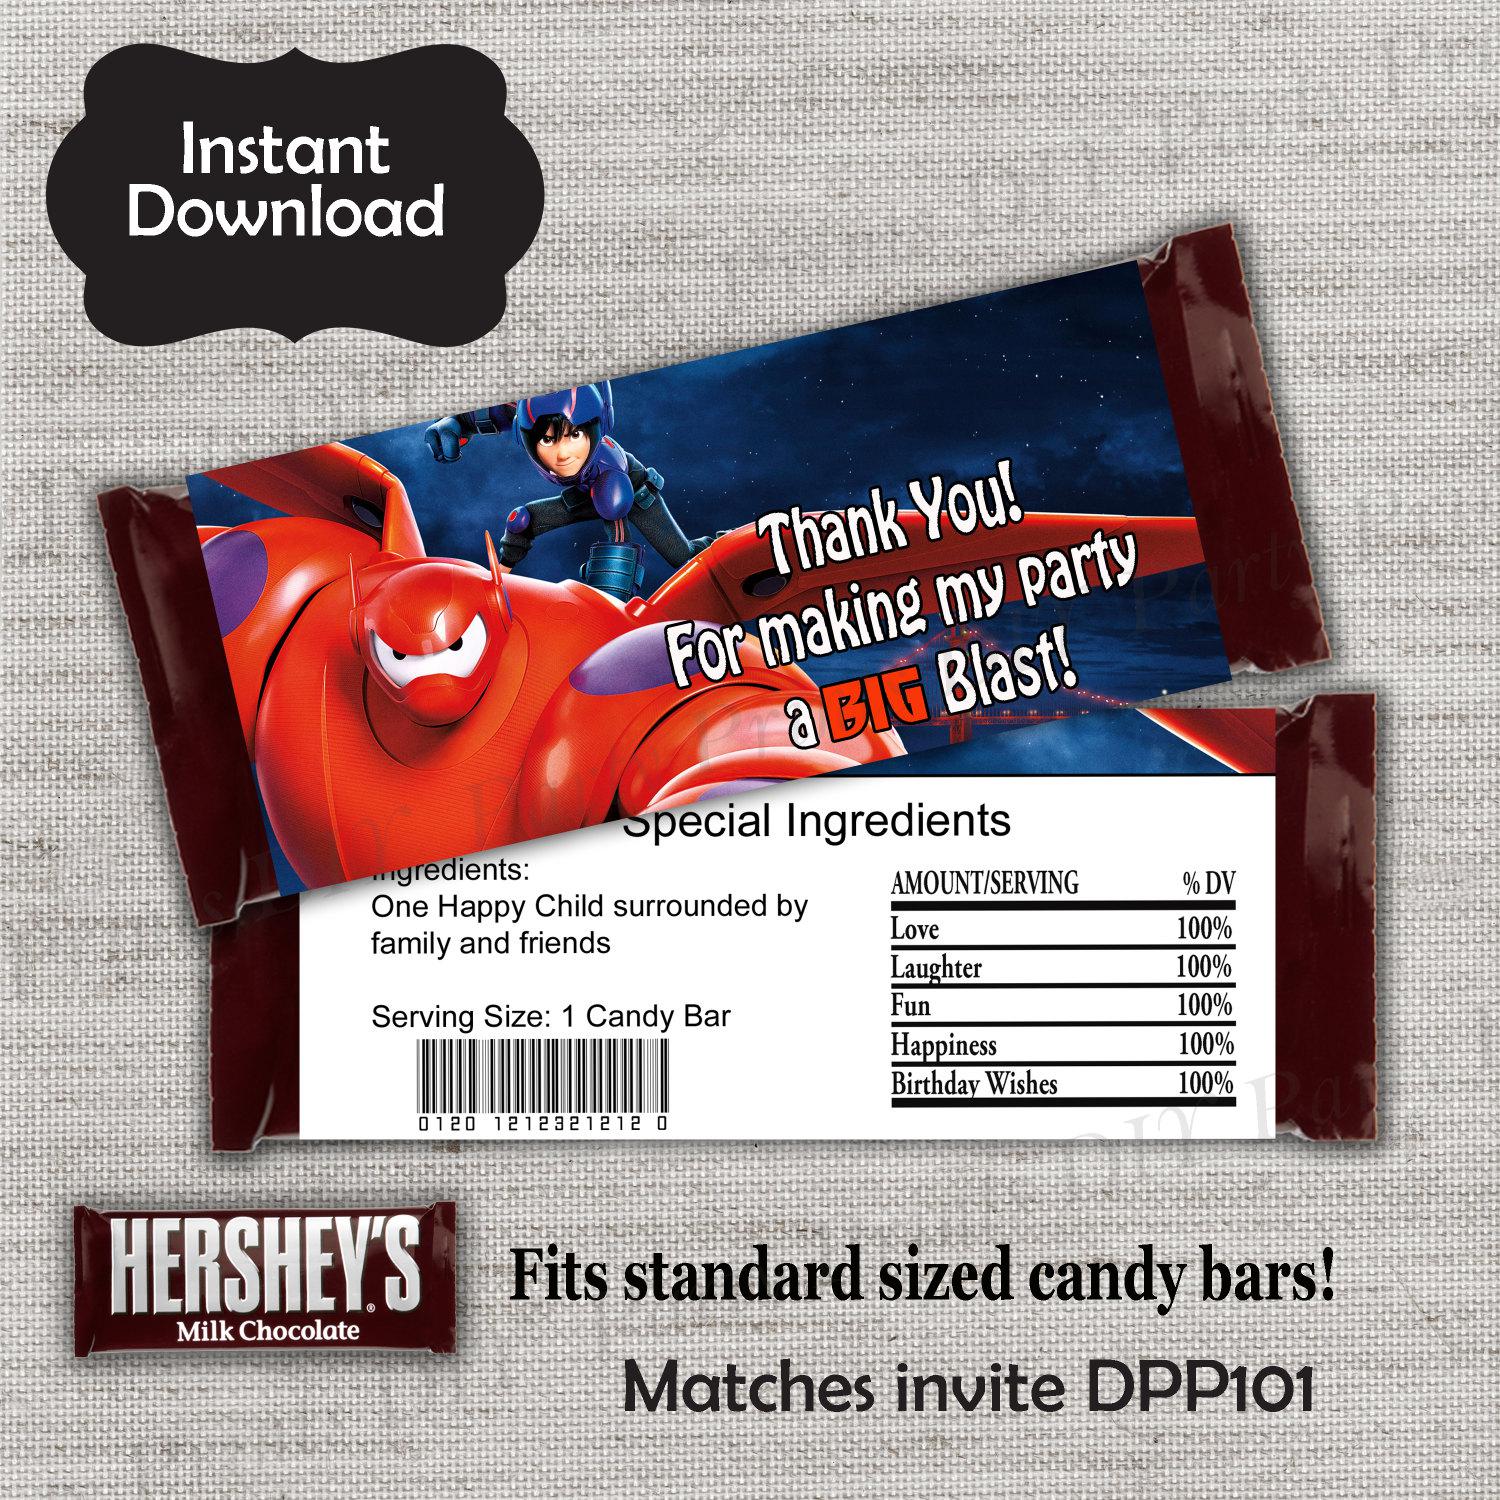 Instant
Download
Thank You!
For making my party
a BIG Blast!
Special Ingredients
Ingredients:
One Happy Child surrounded by
family and friends
Serving Size: 1 Candy Bar
0120 1212321212 0
AMOUNT/SERVING % DV
Love 100%
Laughter 100%
Fun 100%
Happiness 100%
Birthday Wishes 100%
HERSHEY'S®
Milk Chocolate
Fits standard sized candy bars!
Matches invite DPP101